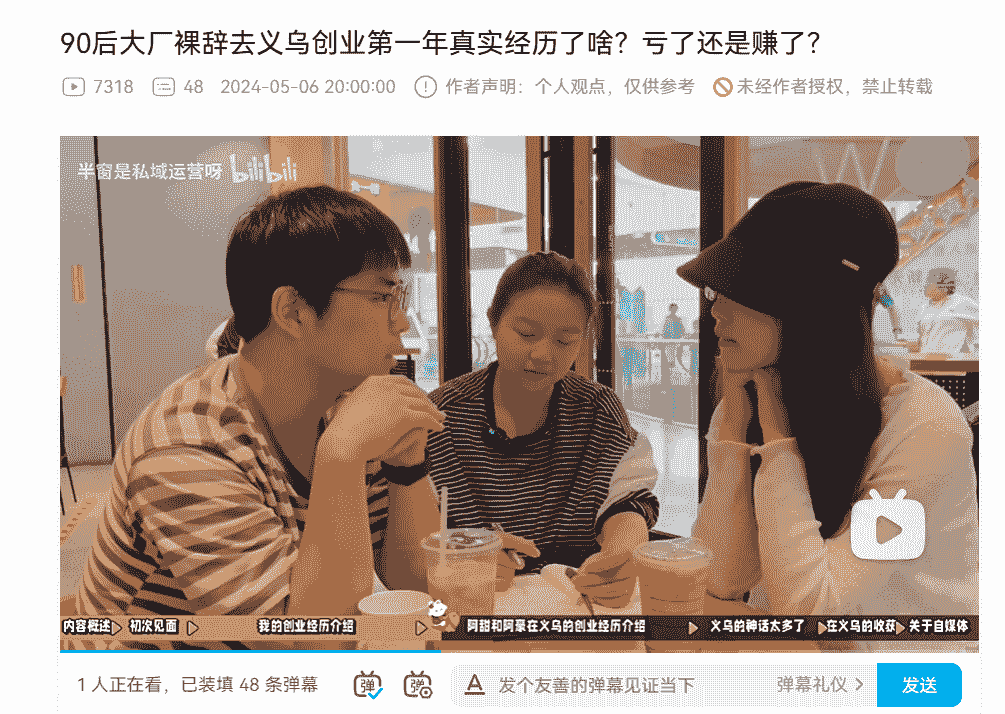 90后大厂裸辞去义乌创业第一年真实经历了啥？亏了还是赚了？
7318 48 2024-05-06 20:00:00 作者声明：个人观点，仅供参考 未经作者授权，禁止转载
半窗是私域运营呀 bilibili
内容概述 初次见面 我的创业经历介绍 阿甜和阿豪在义乌的创业经历介绍 义乌的神话太多了 在义乌的收获 关于自媒体
1 人正在看，已装填 48 条弹幕 弹 弹 A 发个友善的弹幕见证当下 弹幕礼仪 > 发送